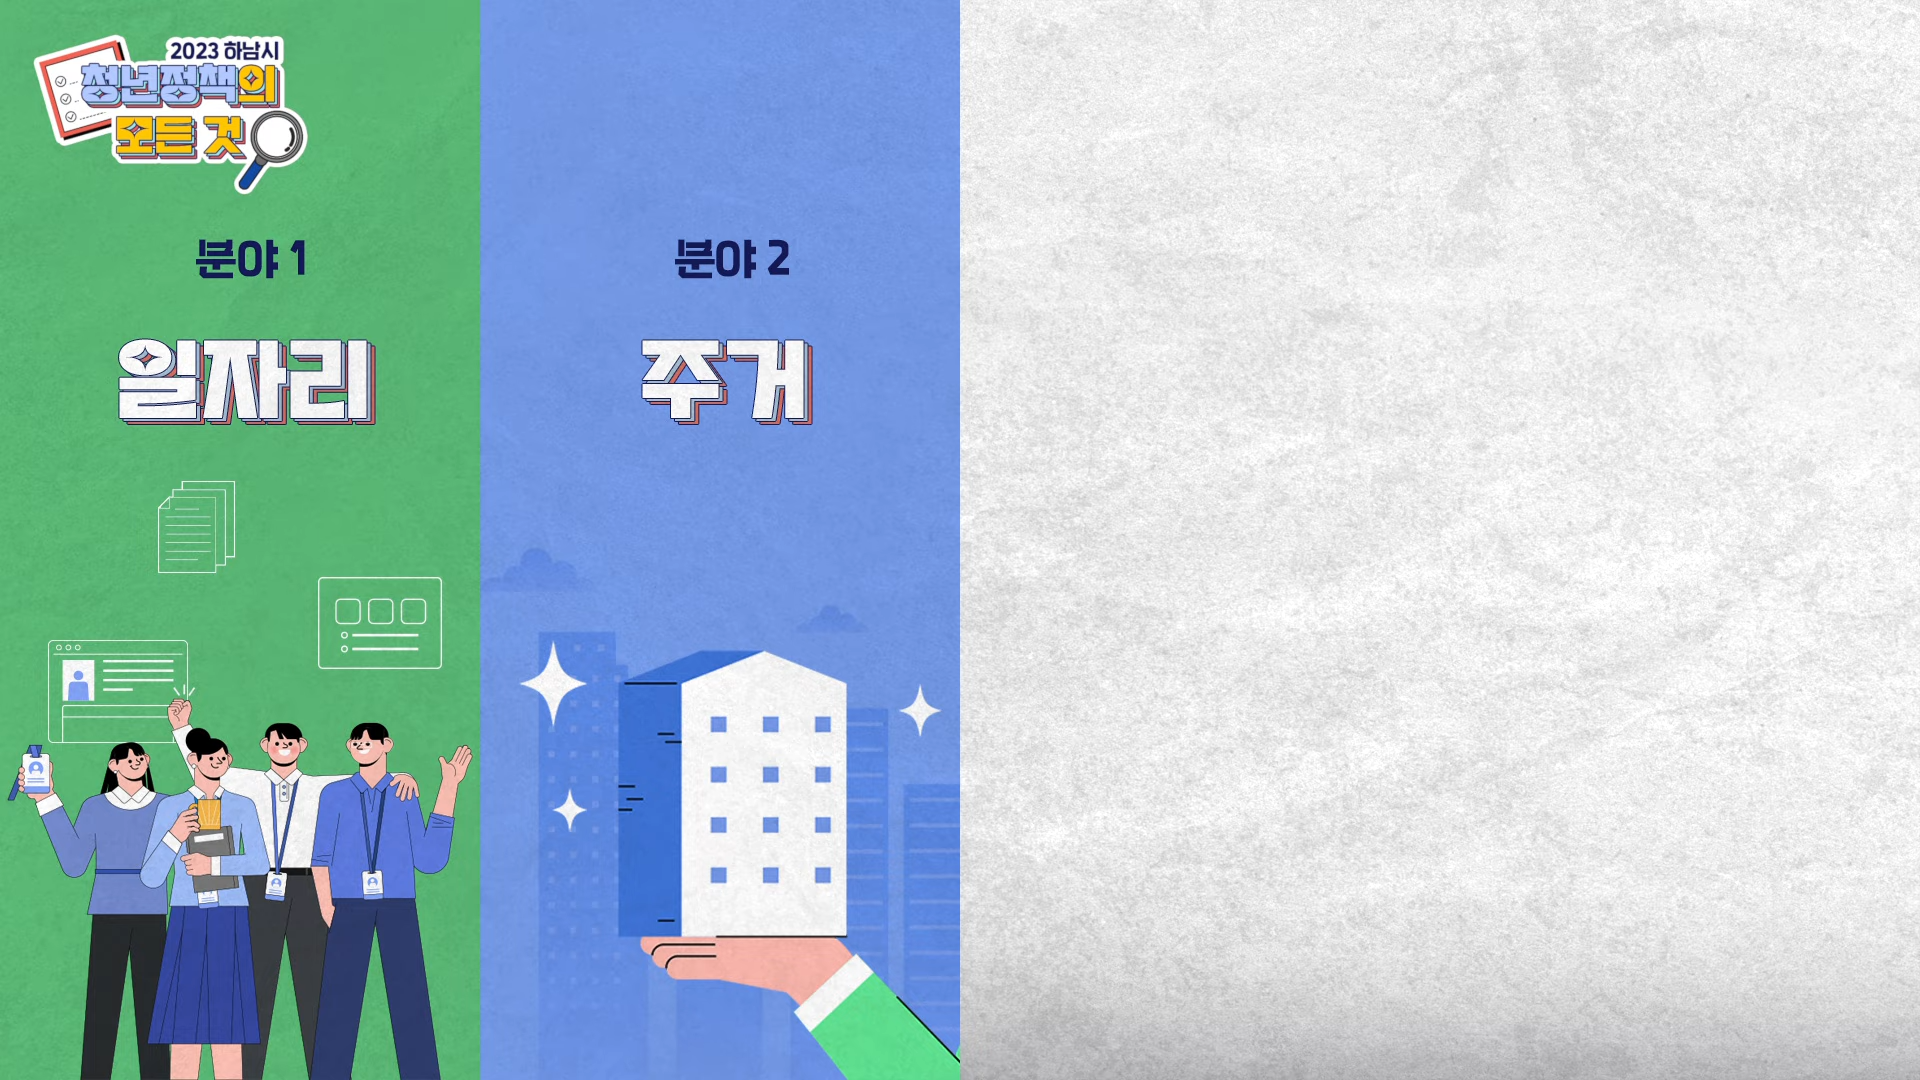 2023 하남시
청년정책의
모든 것
분야 1
일자리
분야 2
주거